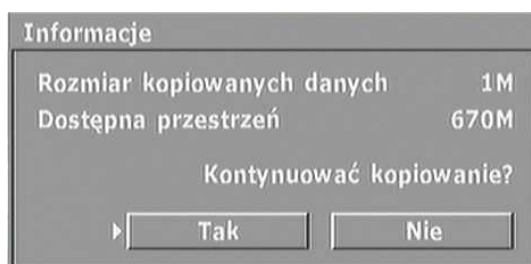 Informacje
Rozmiar kopiowanych danych 1M
Dostępna przestrzeń 670M
Kontynuować kopiowanie?
Tak Nie